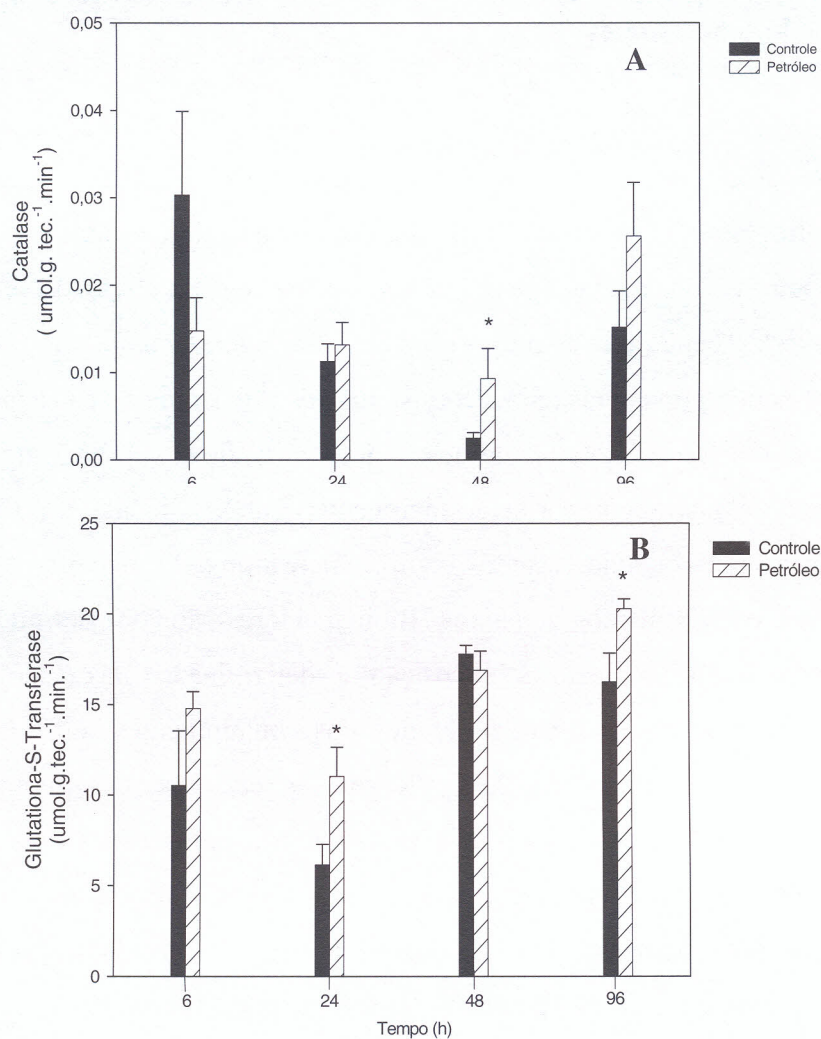 0,05
A
Controle
Petróleo
0,04
0,03
Catalase
( umol.g. tec.-1.min-1)
0,02
*
0,01
0,00
6
24
48
96
25
B
Controle
Petróleo
*
20
Glutationa-S-Transferase
(umol.g.tec.-1.min.-1)
15
*
10
5
0
6
24
48
96
Tempo (h)